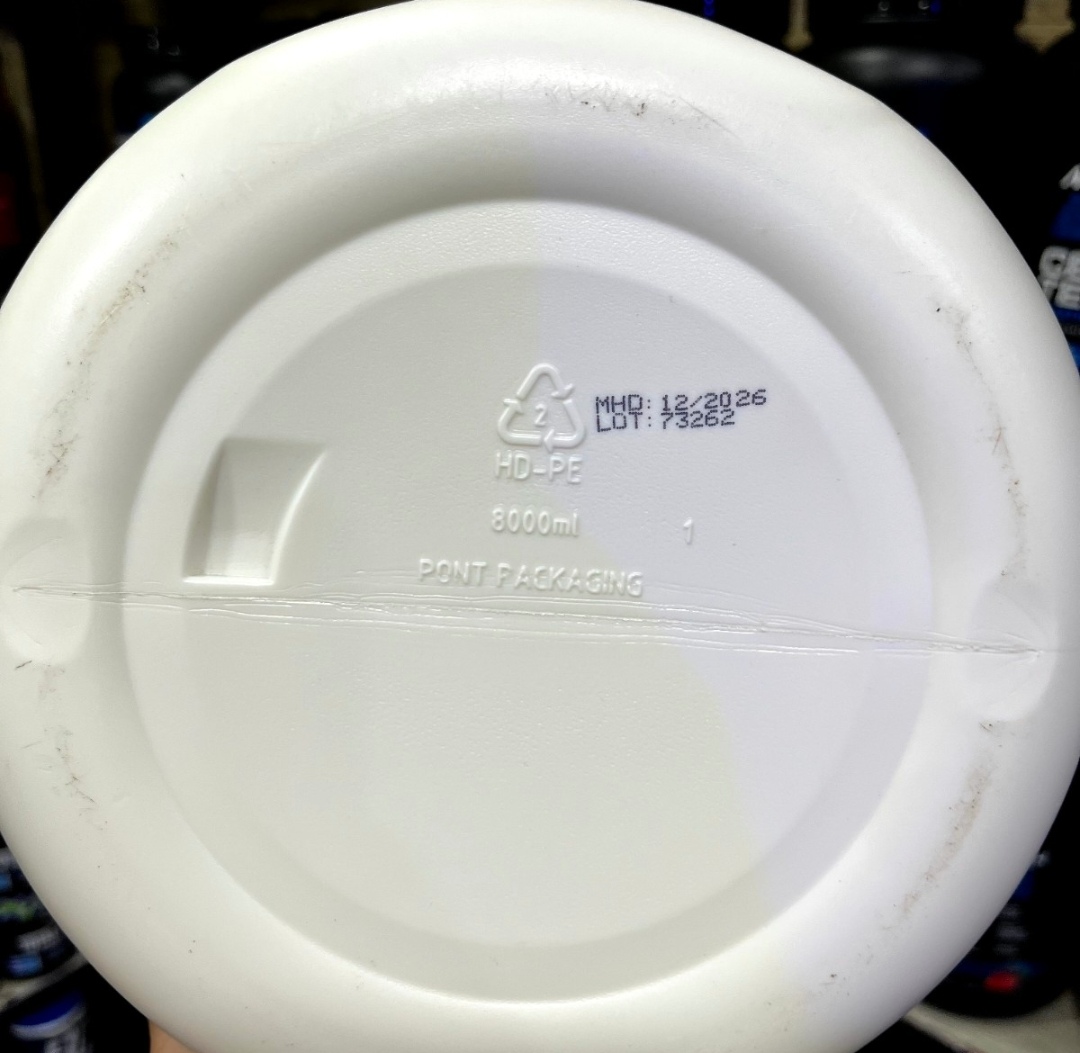 MHD: 12/2026
LOT: 73262
2
HD-PE
8000ml
1
PONT PACKAGING